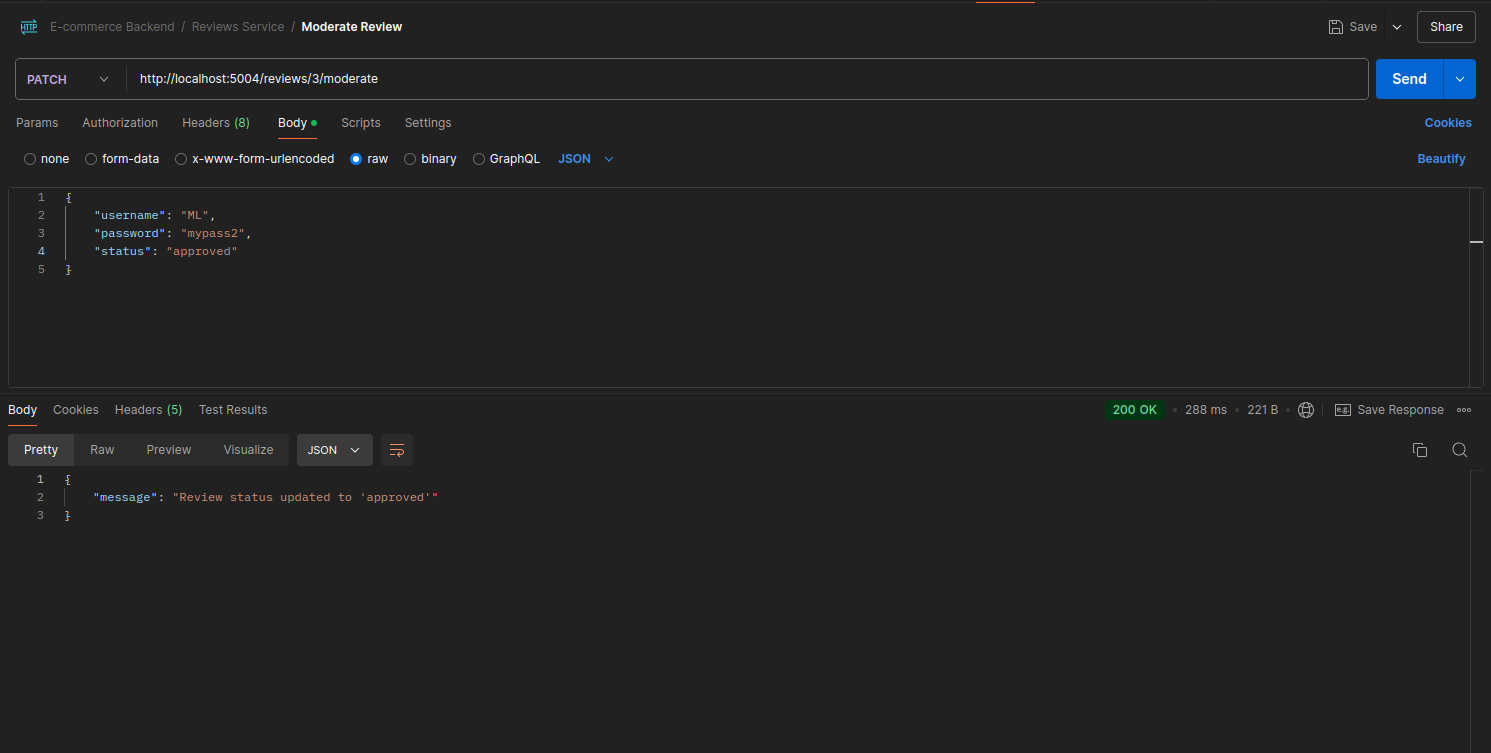 HTTP E-commerce Backend / Reviews Service / Moderate Review Save Share
PATCH http://localhost:5004/reviews/3/moderate Send
Params Authorization Headers (8) Body Scripts Settings Cookies
none form-data x-www-form-urlencoded raw binary GraphQL JSON Beautify
1 {
2 "username": "ML",
3 "password": "mypass2",
4 "status": "approved"
5 }
Body Cookies Headers (5) Test Results 200 OK • 288 ms • 221 B • e.g. Save Response
Pretty Raw Preview Visualize JSON
1 {
2 "message": "Review status updated to 'approved'"
3 }